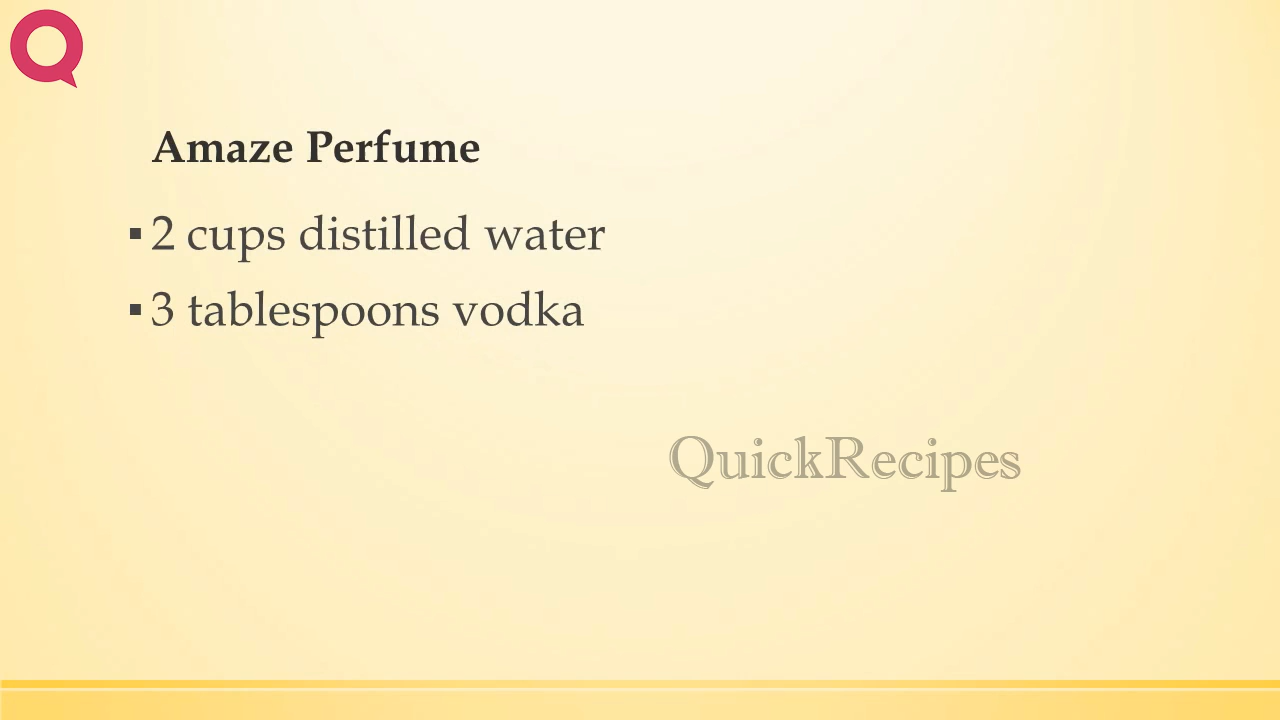 Amaze Perfume
▪ 2 cups distilled water
▪ 3 tablespoons vodka
QuickRecipes